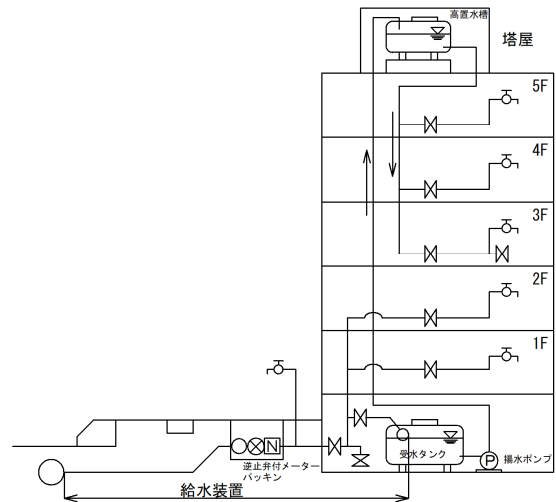 高置水槽
塔屋
5F
4F
3F
2F
1F
N
逆止弁付メーター
パッキン
受水タンク
P
揚水ポンプ
給水装置